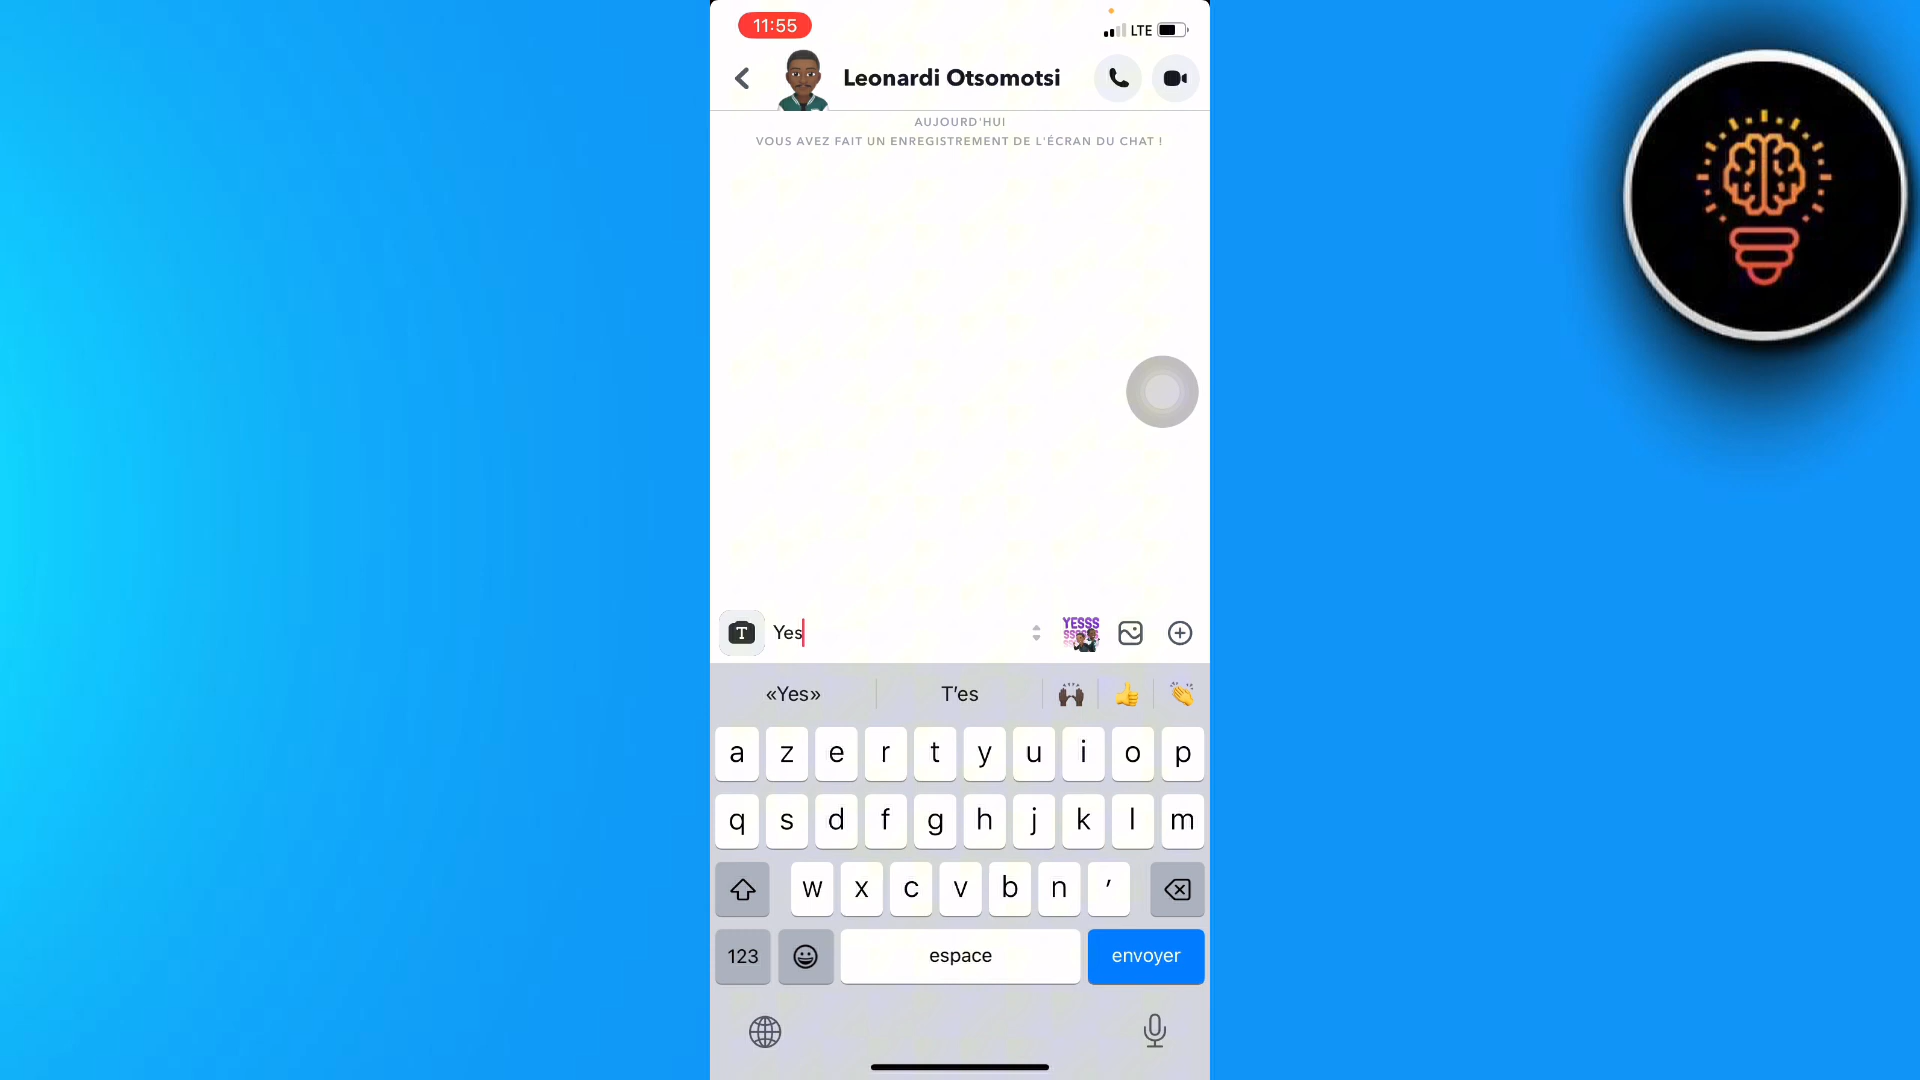 11:55
LTE
Leonardi Otsomotsi
AUJOURD'HUI
VOUS AVEZ FAIT UN ENREGISTREMENT DE L'ÉCRAN DU CHAT !
T
Yes
YESSS
«Yes»
T'es
a z e r t y u i o p
q s d f g h j k l m
w x c v b n '
123
espace
envoyer